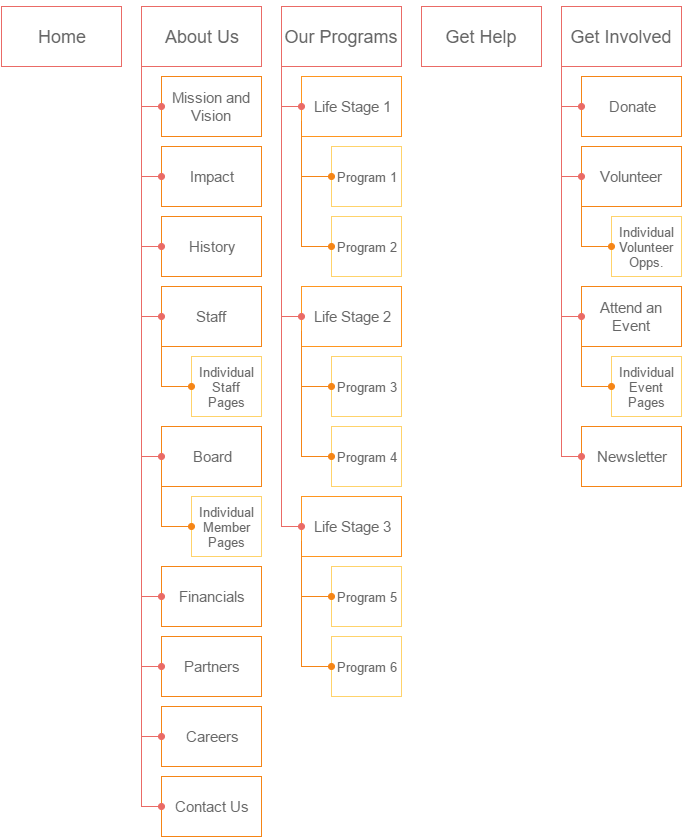 Home
About Us
Our Programs
Get Help
Get Involved
Mission and
Vision
Impact
History
Staff
Individual
Staff
Pages
Board
Individual
Member
Pages
Financials
Partners
Careers
Contact Us
Life Stage 1
Program 1
Program 2
Life Stage 2
Program 3
Program 4
Life Stage 3
Program 5
Program 6
Donate
Volunteer
Individual
Volunteer
Opps.
Attend an
Event
Individual
Event
Pages
Newsletter